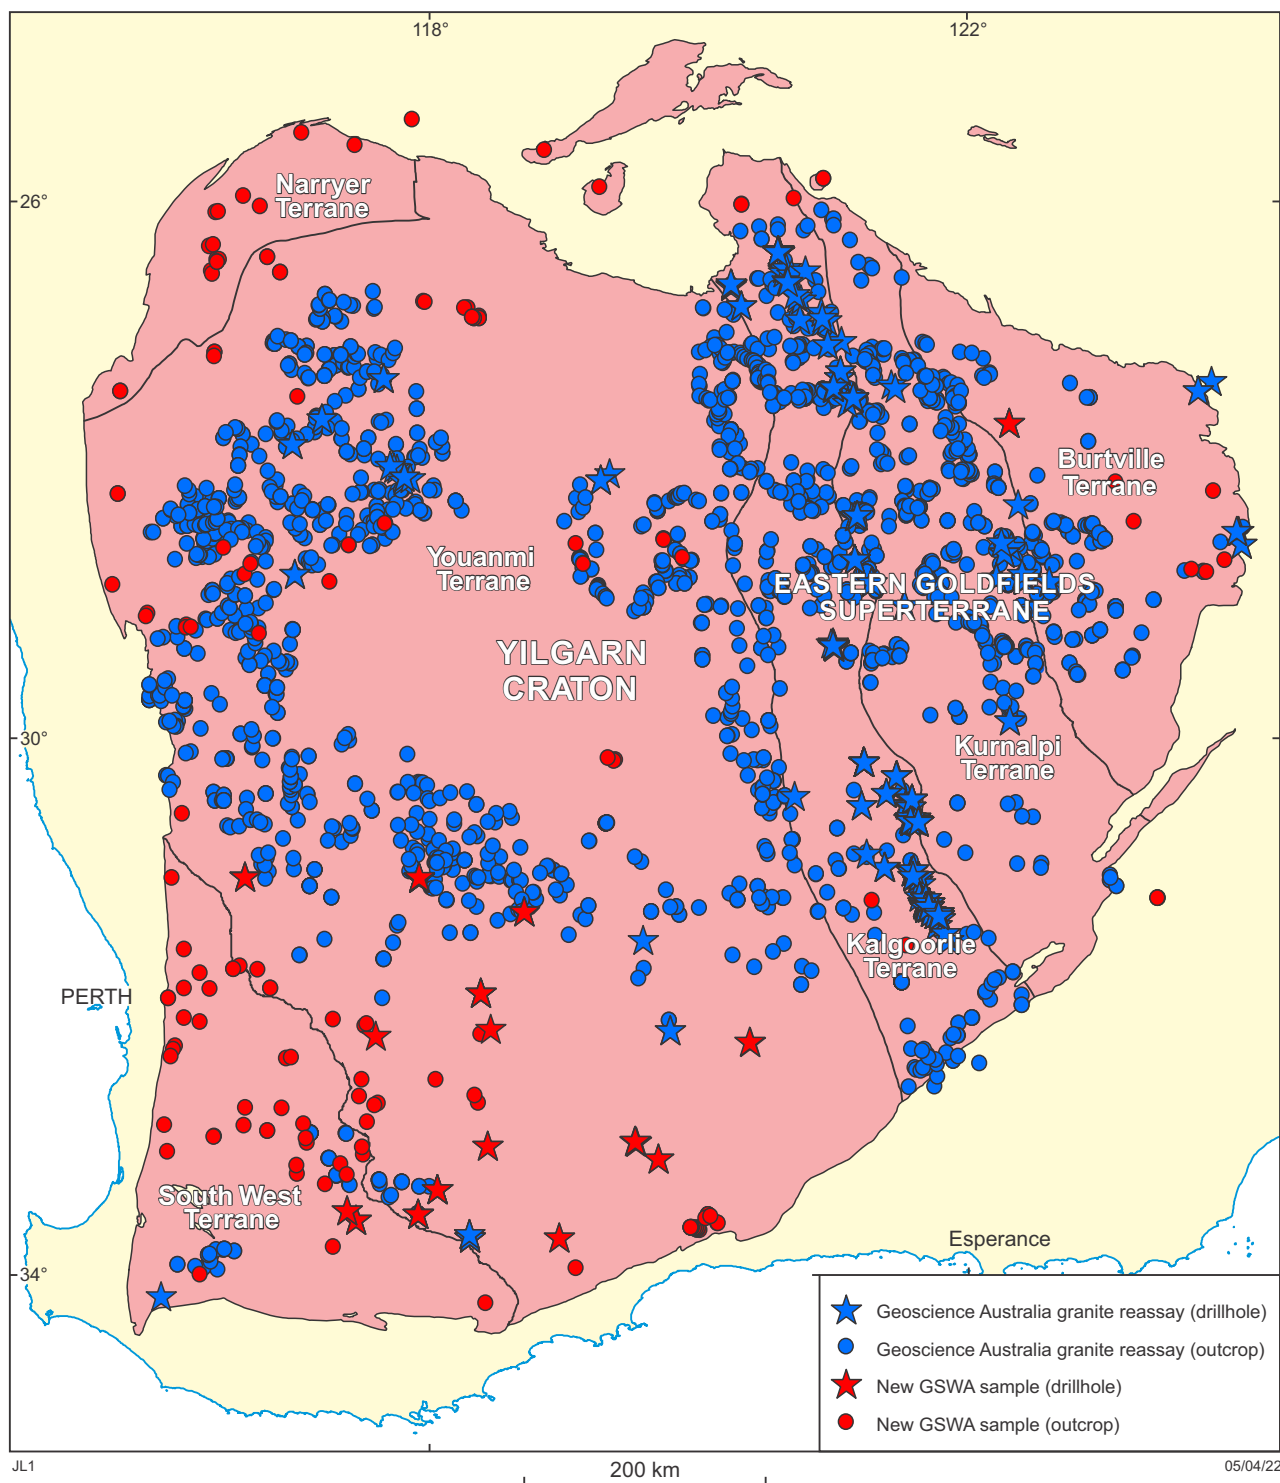 118°
122°
26°
Narryer
Terrane
Burtville
Terrane
Youanmi
Terrane
EASTERN GOLDFIELDS
SUPERTERRANE
YILGARN
CRATON
30°
Kurnalpi
Terrane
Kalgoorlie
Terrane
PERTH
South West
Terrane
Esperance
34°
Geoscience Australia granite reassay (drillhole)
Geoscience Australia granite reassay (outcrop)
New GSWA sample (drillhole)
New GSWA sample (outcrop)
JL1
200 km
05/04/22